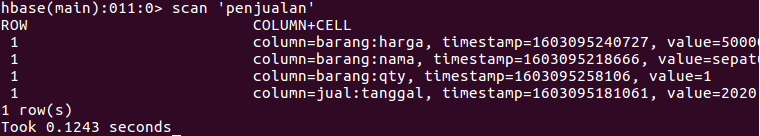 hbase(main):011:0> scan 'penjualan'
ROW COLUMN+CELL
1 column=barang:harga, timestamp=1603095240727, value=50000
1 column=barang:nama, timestamp=1603095218666, value=sepatu
1 column=barang:qty, timestamp=1603095258106, value=1
1 column=jual:tanggal, timestamp=1603095181061, value=2020
1 row(s)
Took 0.1243 seconds